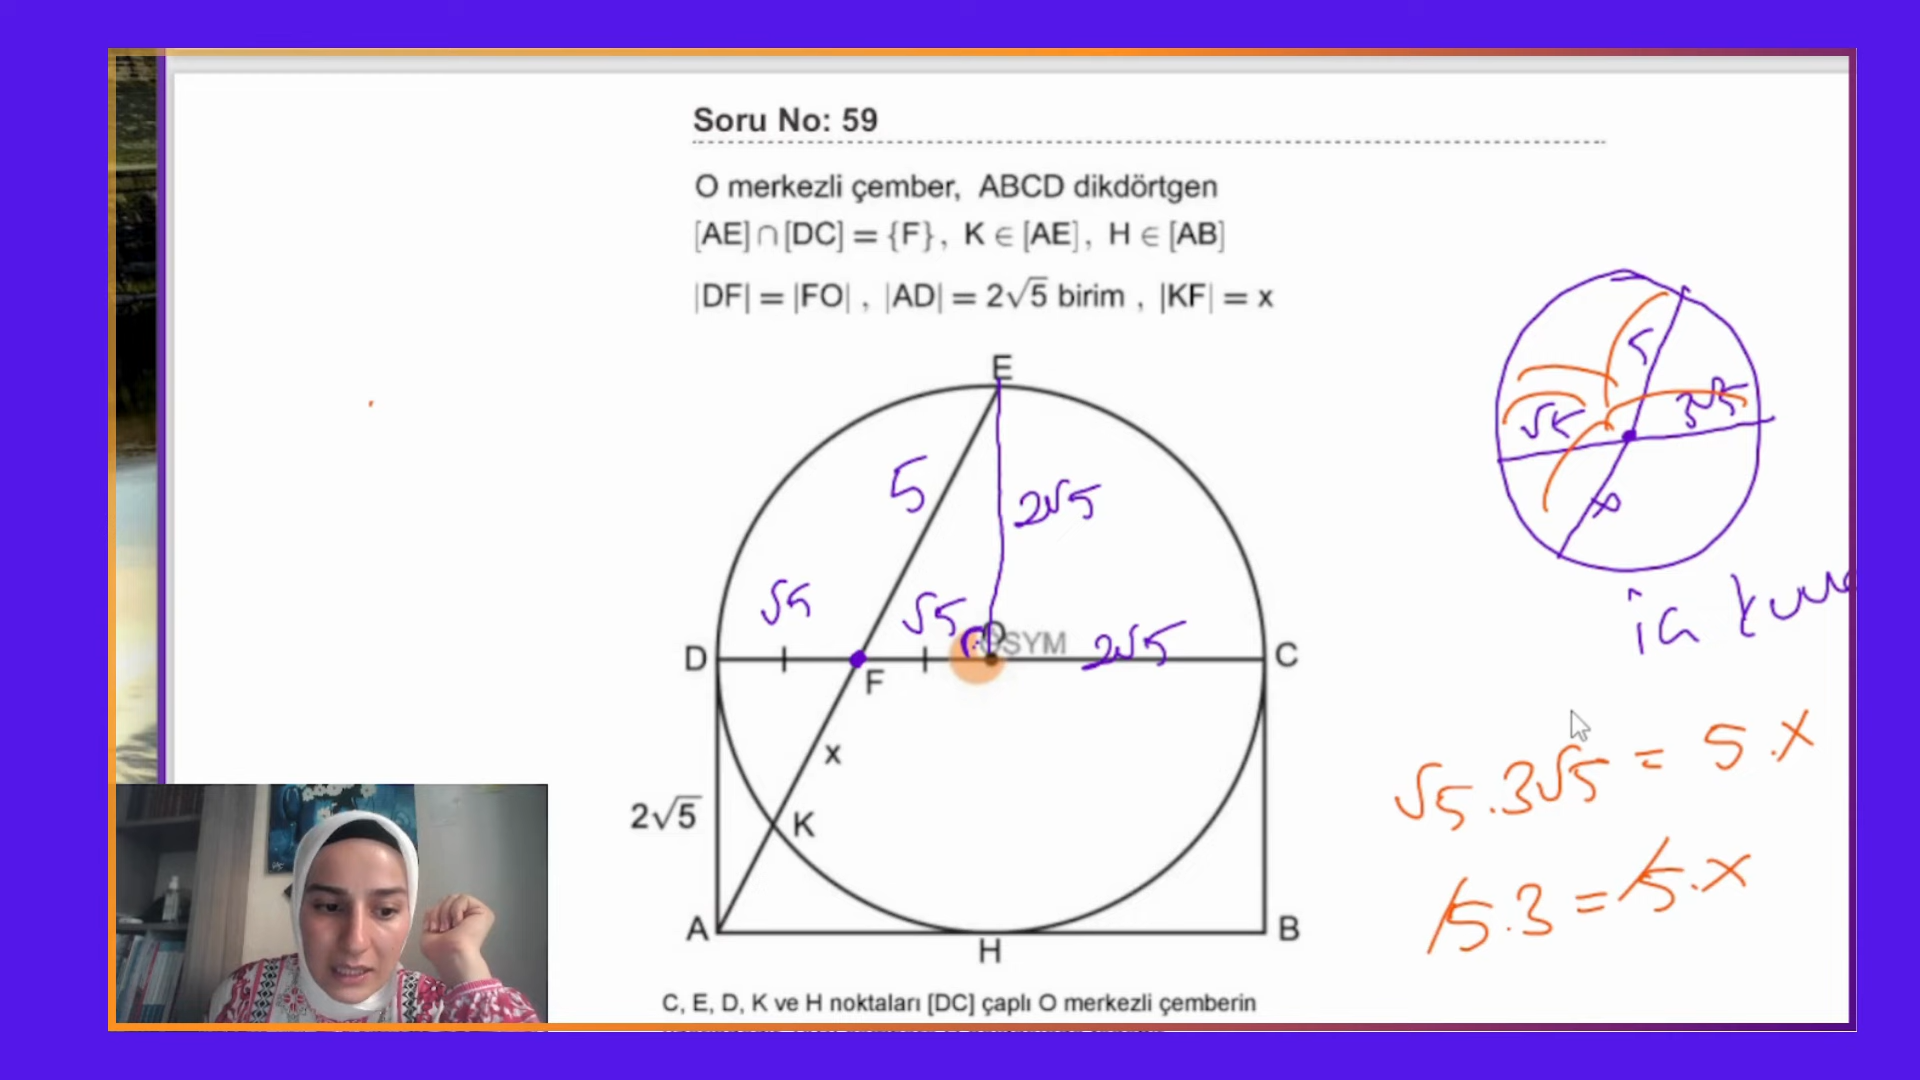 Soru No: 59
O merkezli çember, ABCD dikdörtgen
[AE]∩[DC] = {F}, K ∈ [AE], H ∈ [AB]
|DF| = |FO|, |AD| = 2√5 birim, |KF| = x
E
5
2√5
√5
√5
O
ÖSYM
2√5
D
F
C
x
2√5
K
A
H
B
5
√5
3√5
x
iç
√5.3√5 = 5.x
5.3 = 5.x
C, E, D, K ve H noktaları [DC] çaplı O merkezli çemberin